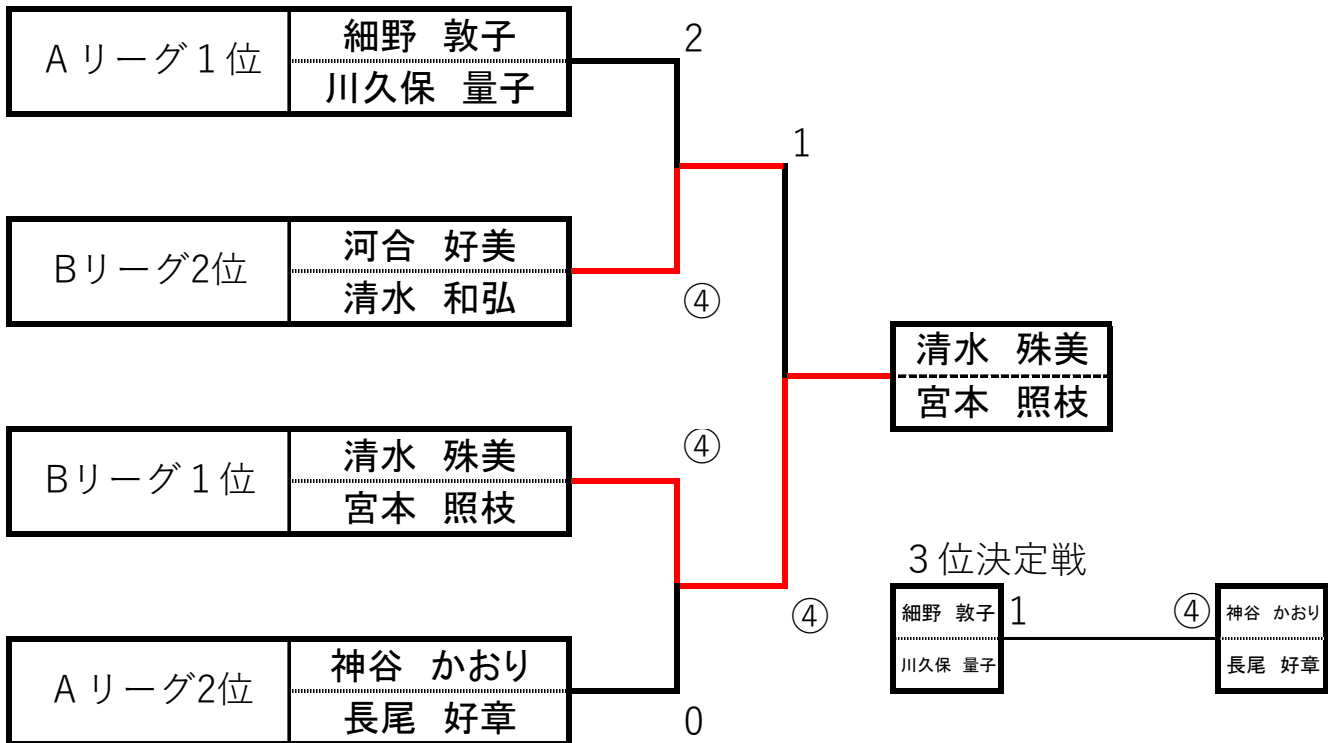 Aリーグ１位
細野 敦子
川久保 量子
2
1
Bリーグ2位
河合 好美
清水 和弘
④
清水 殊美
宮本 照枝
Bリーグ１位
清水 殊美
宮本 照枝
④
④
Aリーグ2位
神谷 かおり
長尾 好章
0
３位決定戦
細野 敦子
川久保 量子
1
④
神谷 かおり
長尾 好章